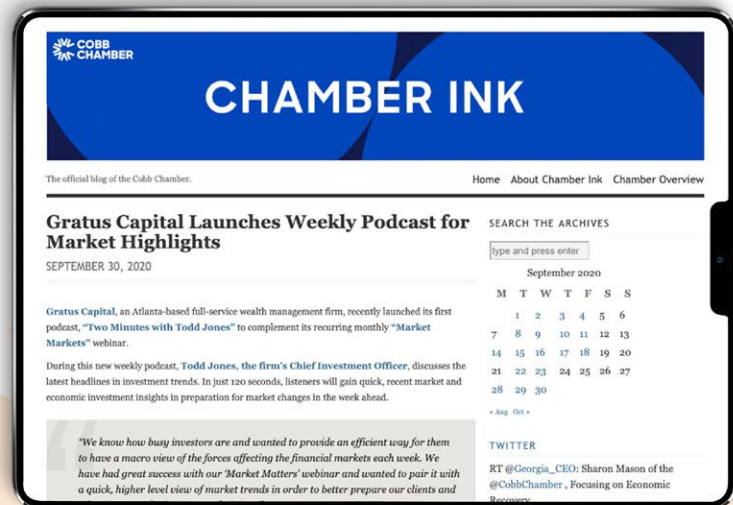 COBB
CHAMBER
CHAMBER INK
The official blog of the Cobb Chamber.
Home About Chamber Ink Chamber Overview
Gratus Capital Launches Weekly Podcast for
Market Highlights
SEPTEMBER 30, 2020
Gratus Capital, an Atlanta-based full-service wealth management firm, recently launched its first
podcast, “Two Minutes with Todd Jones” to complement its recurring monthly “Market
Markets” webinar.
During this new weekly podcast, Todd Jones, the firm’s Chief Investment Officer, discusses the
latest headlines in investment trends. In just 120 seconds, listeners will gain quick, recent market and
economic investment insights in preparation for market changes in the week ahead.
“We know how busy investors are and wanted to provide an efficient way for them
to have a macro view of the forces affecting the financial markets each week. We
have had great success with our ‘Market Matters’ webinar and wanted to pair it with
a quick, higher level view of market trends in order to better prepare our clients and
SEARCH THE ARCHIVES
type and press enter
September 2020
M T W T F S S
1 2 3 4 5 6
7 8 9 10 11 12 13
14 15 16 17 18 19 20
21 22 23 24 25 26 27
28 29 30
« Aug Oct »
TWITTER
RT @Georgia_CEO: Sharon Mason of the
@CobbChamber , Focusing on Economic
Recovery